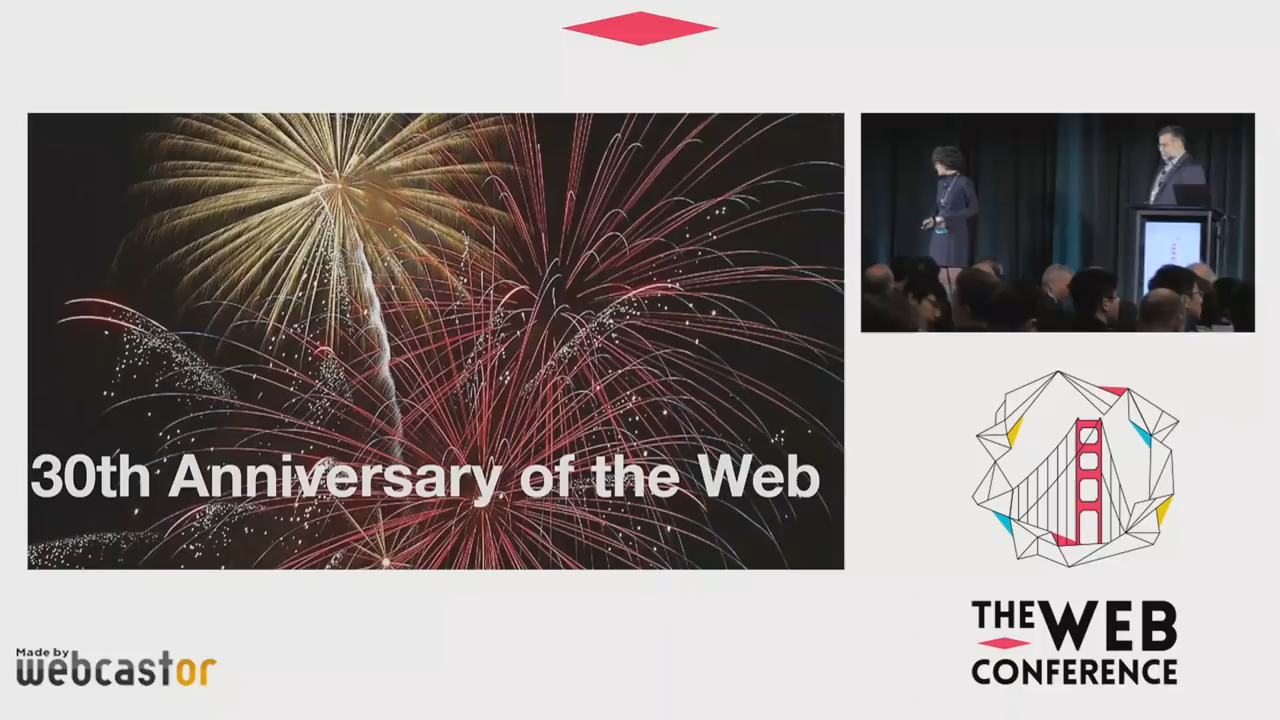 30th Anniversary of the Web
Made by
webcastor
THE WEB
CONFERENCE